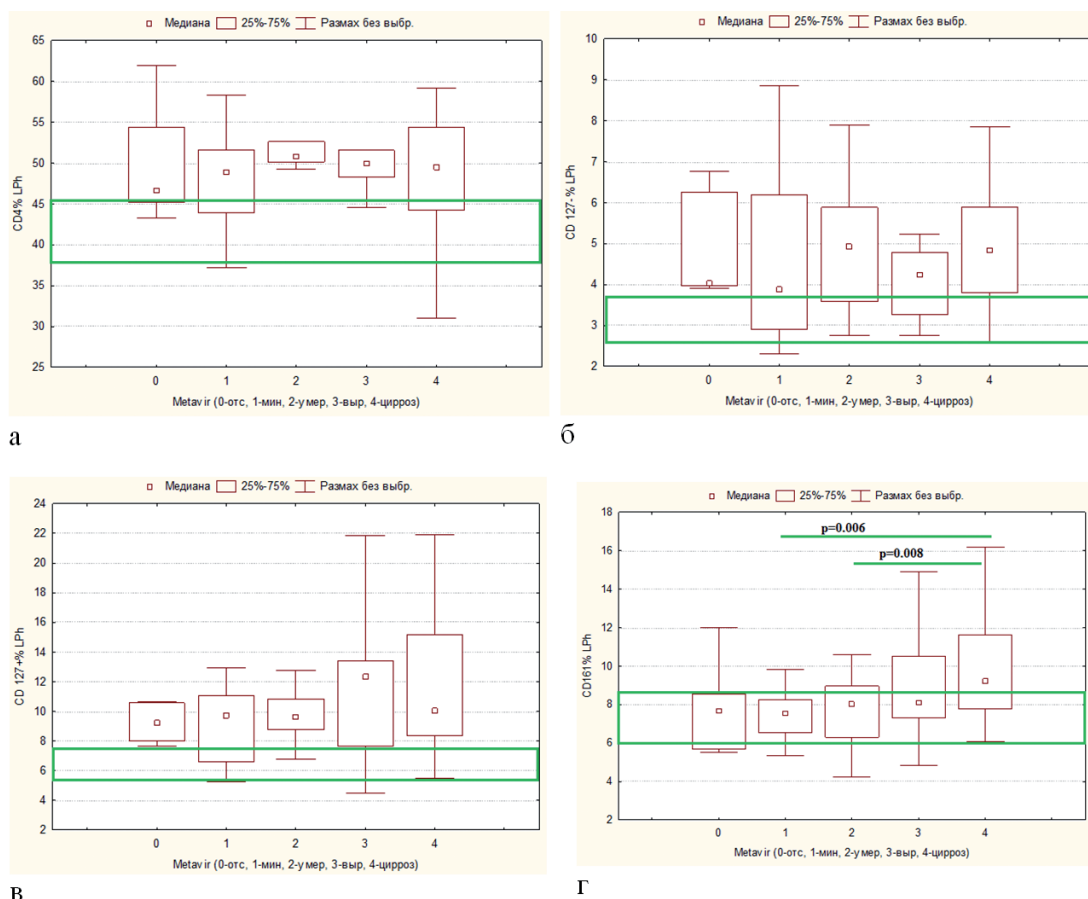 Медиана 25%-75% Размах без выбр.
65
60
55
50
45
40
35
30
25
CD4% LPh
0 1 2 3 4
Metavir (0-отс, 1-мин, 2-умер, 3-выр, 4-цирроз)
а
Медиана 25%-75% Размах без выбр.
10
9
8
7
6
5
4
3
2
CD 127-% LPh
0 1 2 3 4
Metavir (0-отс, 1-мин, 2-умер, 3-выр, 4-цирроз)
б
Медиана 25%-75% Размах без выбр.
24
22
20
18
16
14
12
10
8
6
4
2
CD 127+% LPh
0 1 2 3 4
Metavir (0-отс, 1-мин, 2-умер, 3-выр, 4-цирроз)
в
Медиана 25%-75% Размах без выбр.
18
16
14
12
10
8
6
4
2
CD161% LPh
p=0.006
p=0.008
0 1 2 3 4
Metavir (0-отс, 1-мин, 2-умер, 3-выр, 4-цирроз)
г